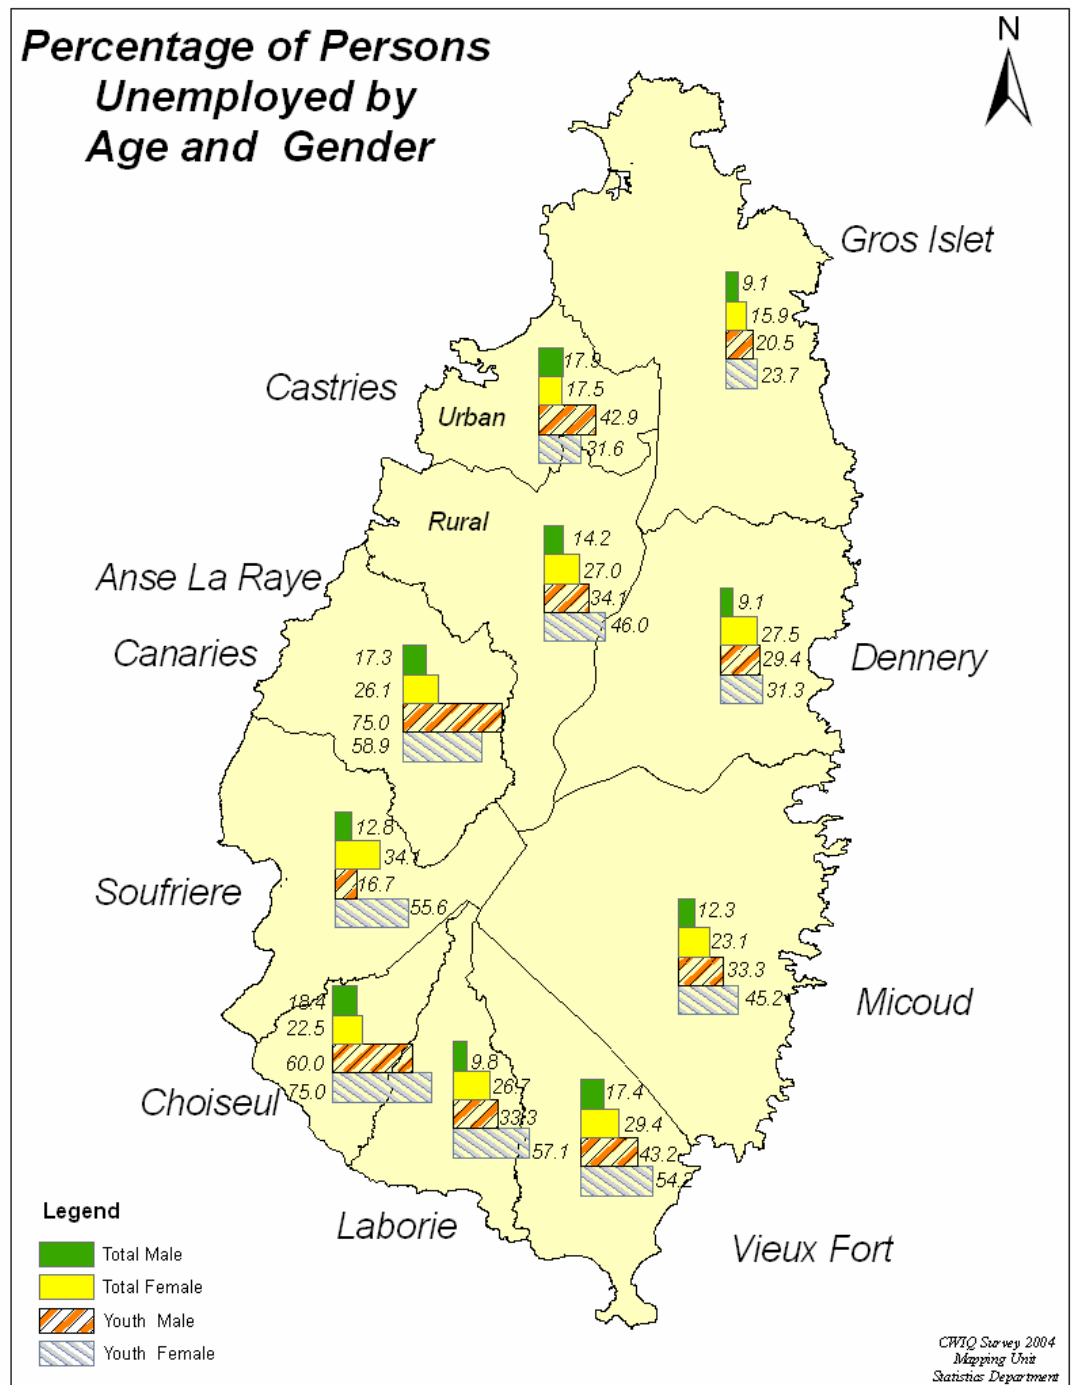 Percentage of Persons
Unemployed by
Age and Gender
N
Gros Islet
9.1
15.9
20.5
23.7
Castries
Urban
17.9
17.5
42.9
31.6
Rural
14.2
27.0
34.1
46.0
Anse La Raye
Canaries
17.3
26.1
75.0
58.9
9.1
27.5
29.4
31.3
Dennery
12.8
34.1
16.7
55.6
Soufriere
12.3
23.1
33.3
45.2
Micoud
18.4
22.5
60.0
75.0
Choiseul
9.8
26.7
33.3
57.1
Laborie
17.4
29.4
43.2
54.2
Vieux Fort
Legend
Total Male
Total Female
Youth Male
Youth Female
CWIQ Survey 2004
Mapping Unit
Statistics Department